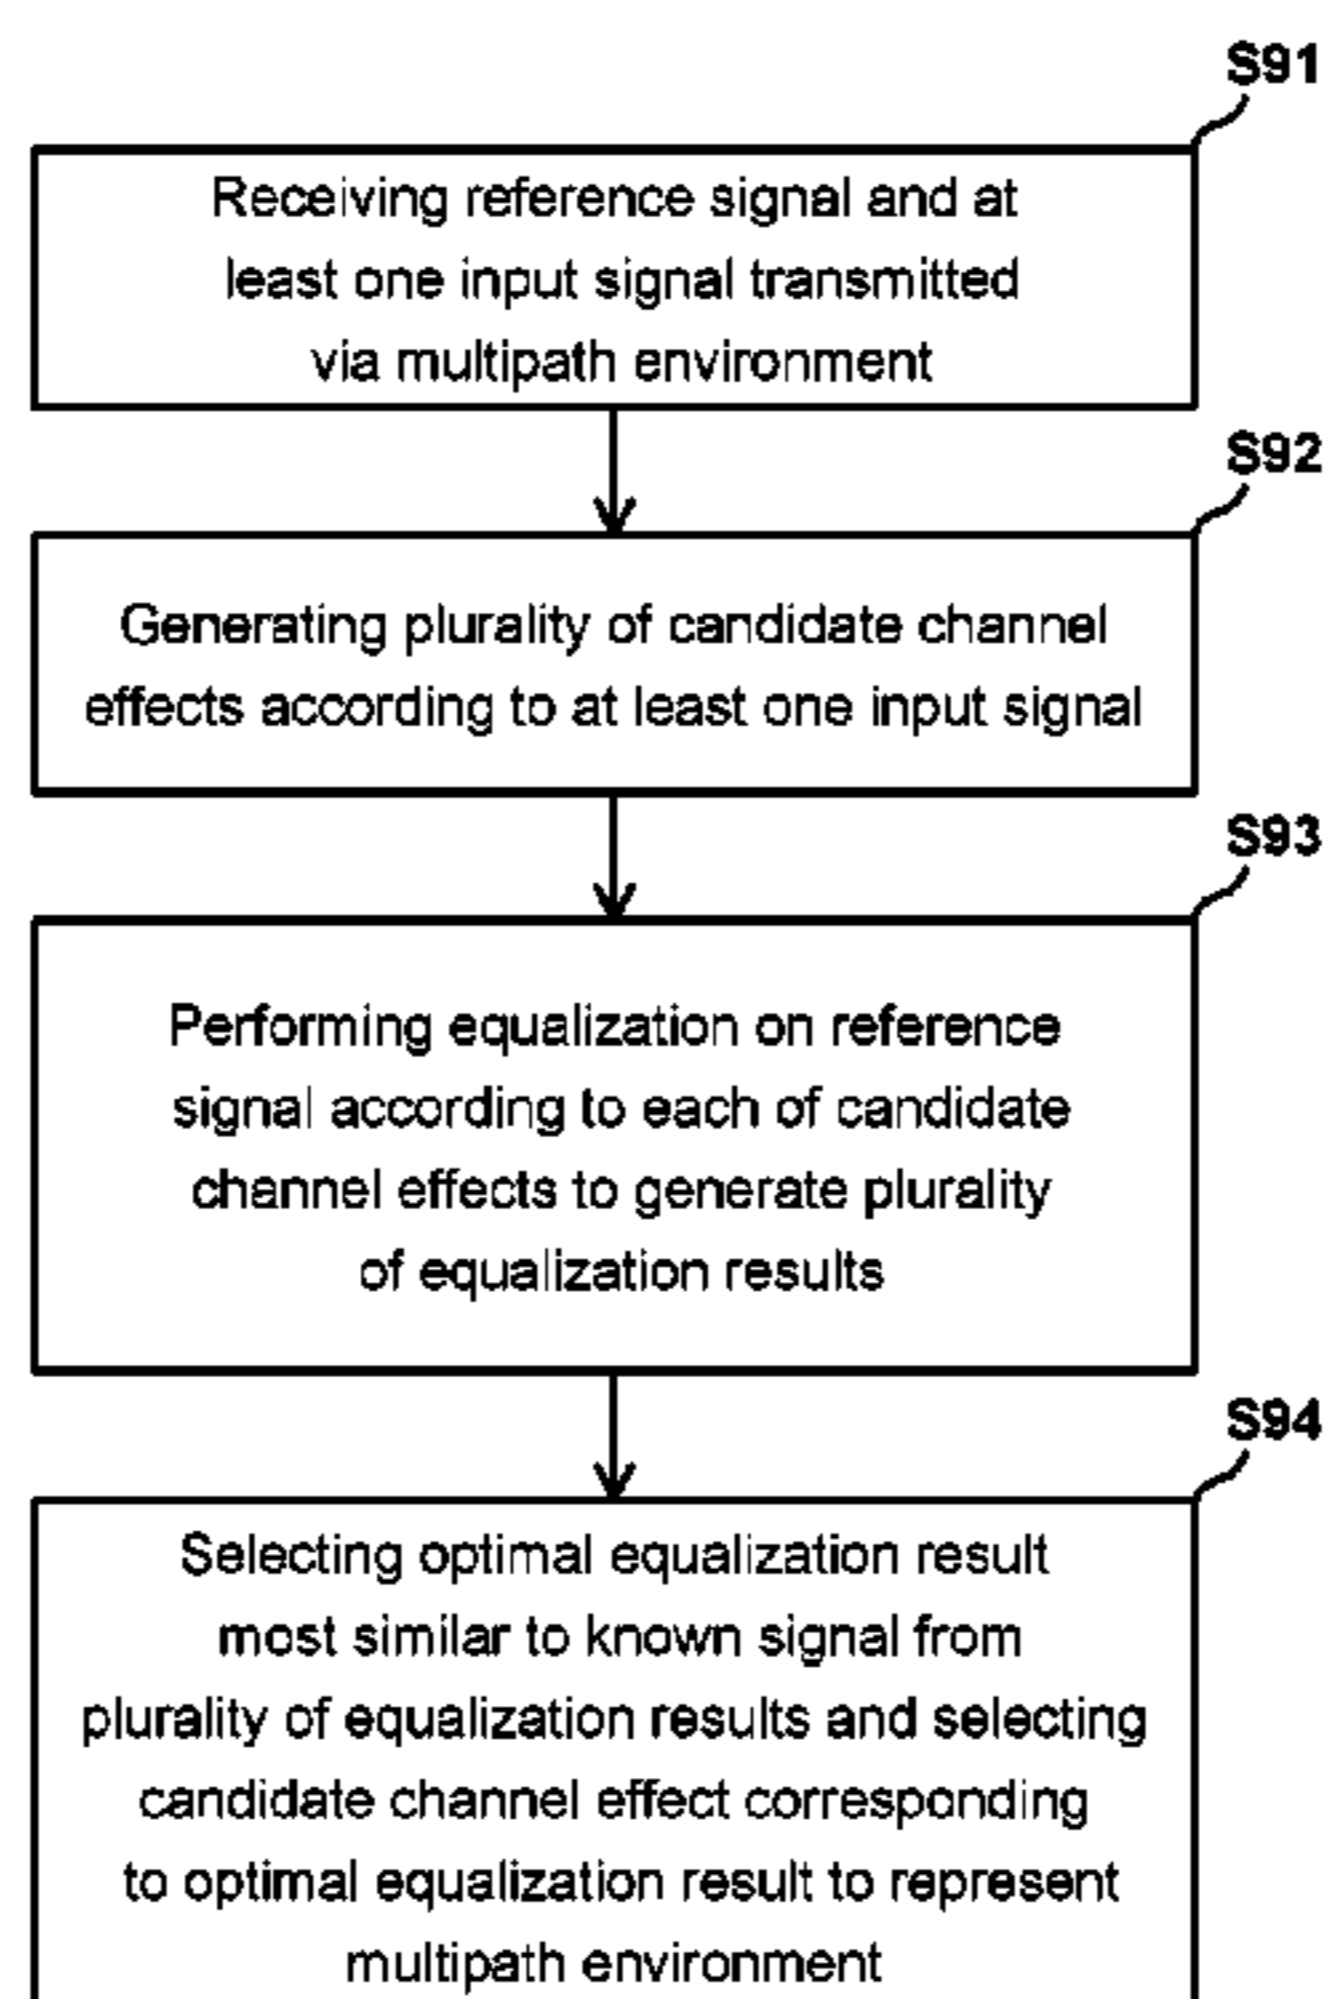 S91
Receiving reference signal and at
least one input signal transmitted
via multipath environment
S92
Generating plurality of candidate channel
effects according to at least one input signal
S93
Performing equalization on reference
signal according to each of candidate
channel effects to generate plurality
of equalization results
S94
Selecting optimal equalization result
most similar to known signal from
plurality of equalization results and selecting
candidate channel effect corresponding
to optimal equalization result to represent
multipath environment